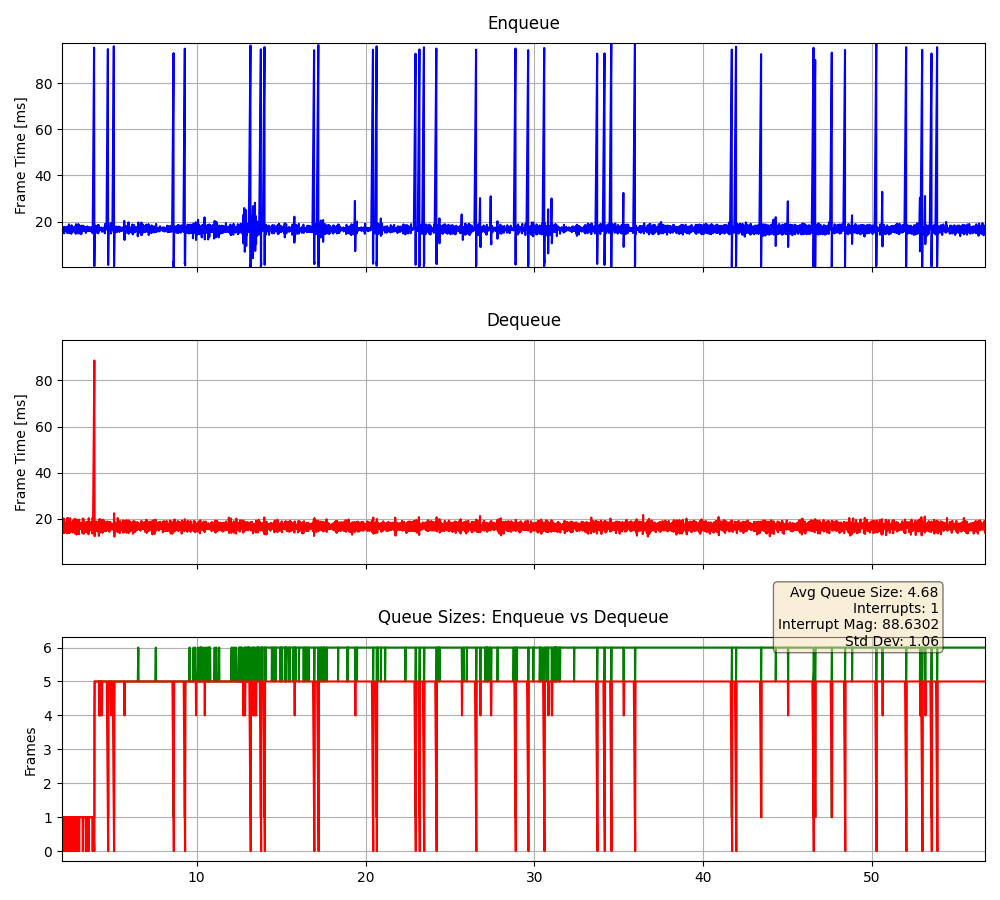 Enqueue
Frame Time [ms]
80
60
40
20
Dequeue
Frame Time [ms]
80
60
40
20
Avg Queue Size: 4.68
Interrupts: 1
Interrupt Mag: 88.6302
Std Dev: 1.06
Queue Sizes: Enqueue vs Dequeue
Frames
6
5
4
3
2
1
0
10 20 30 40 50